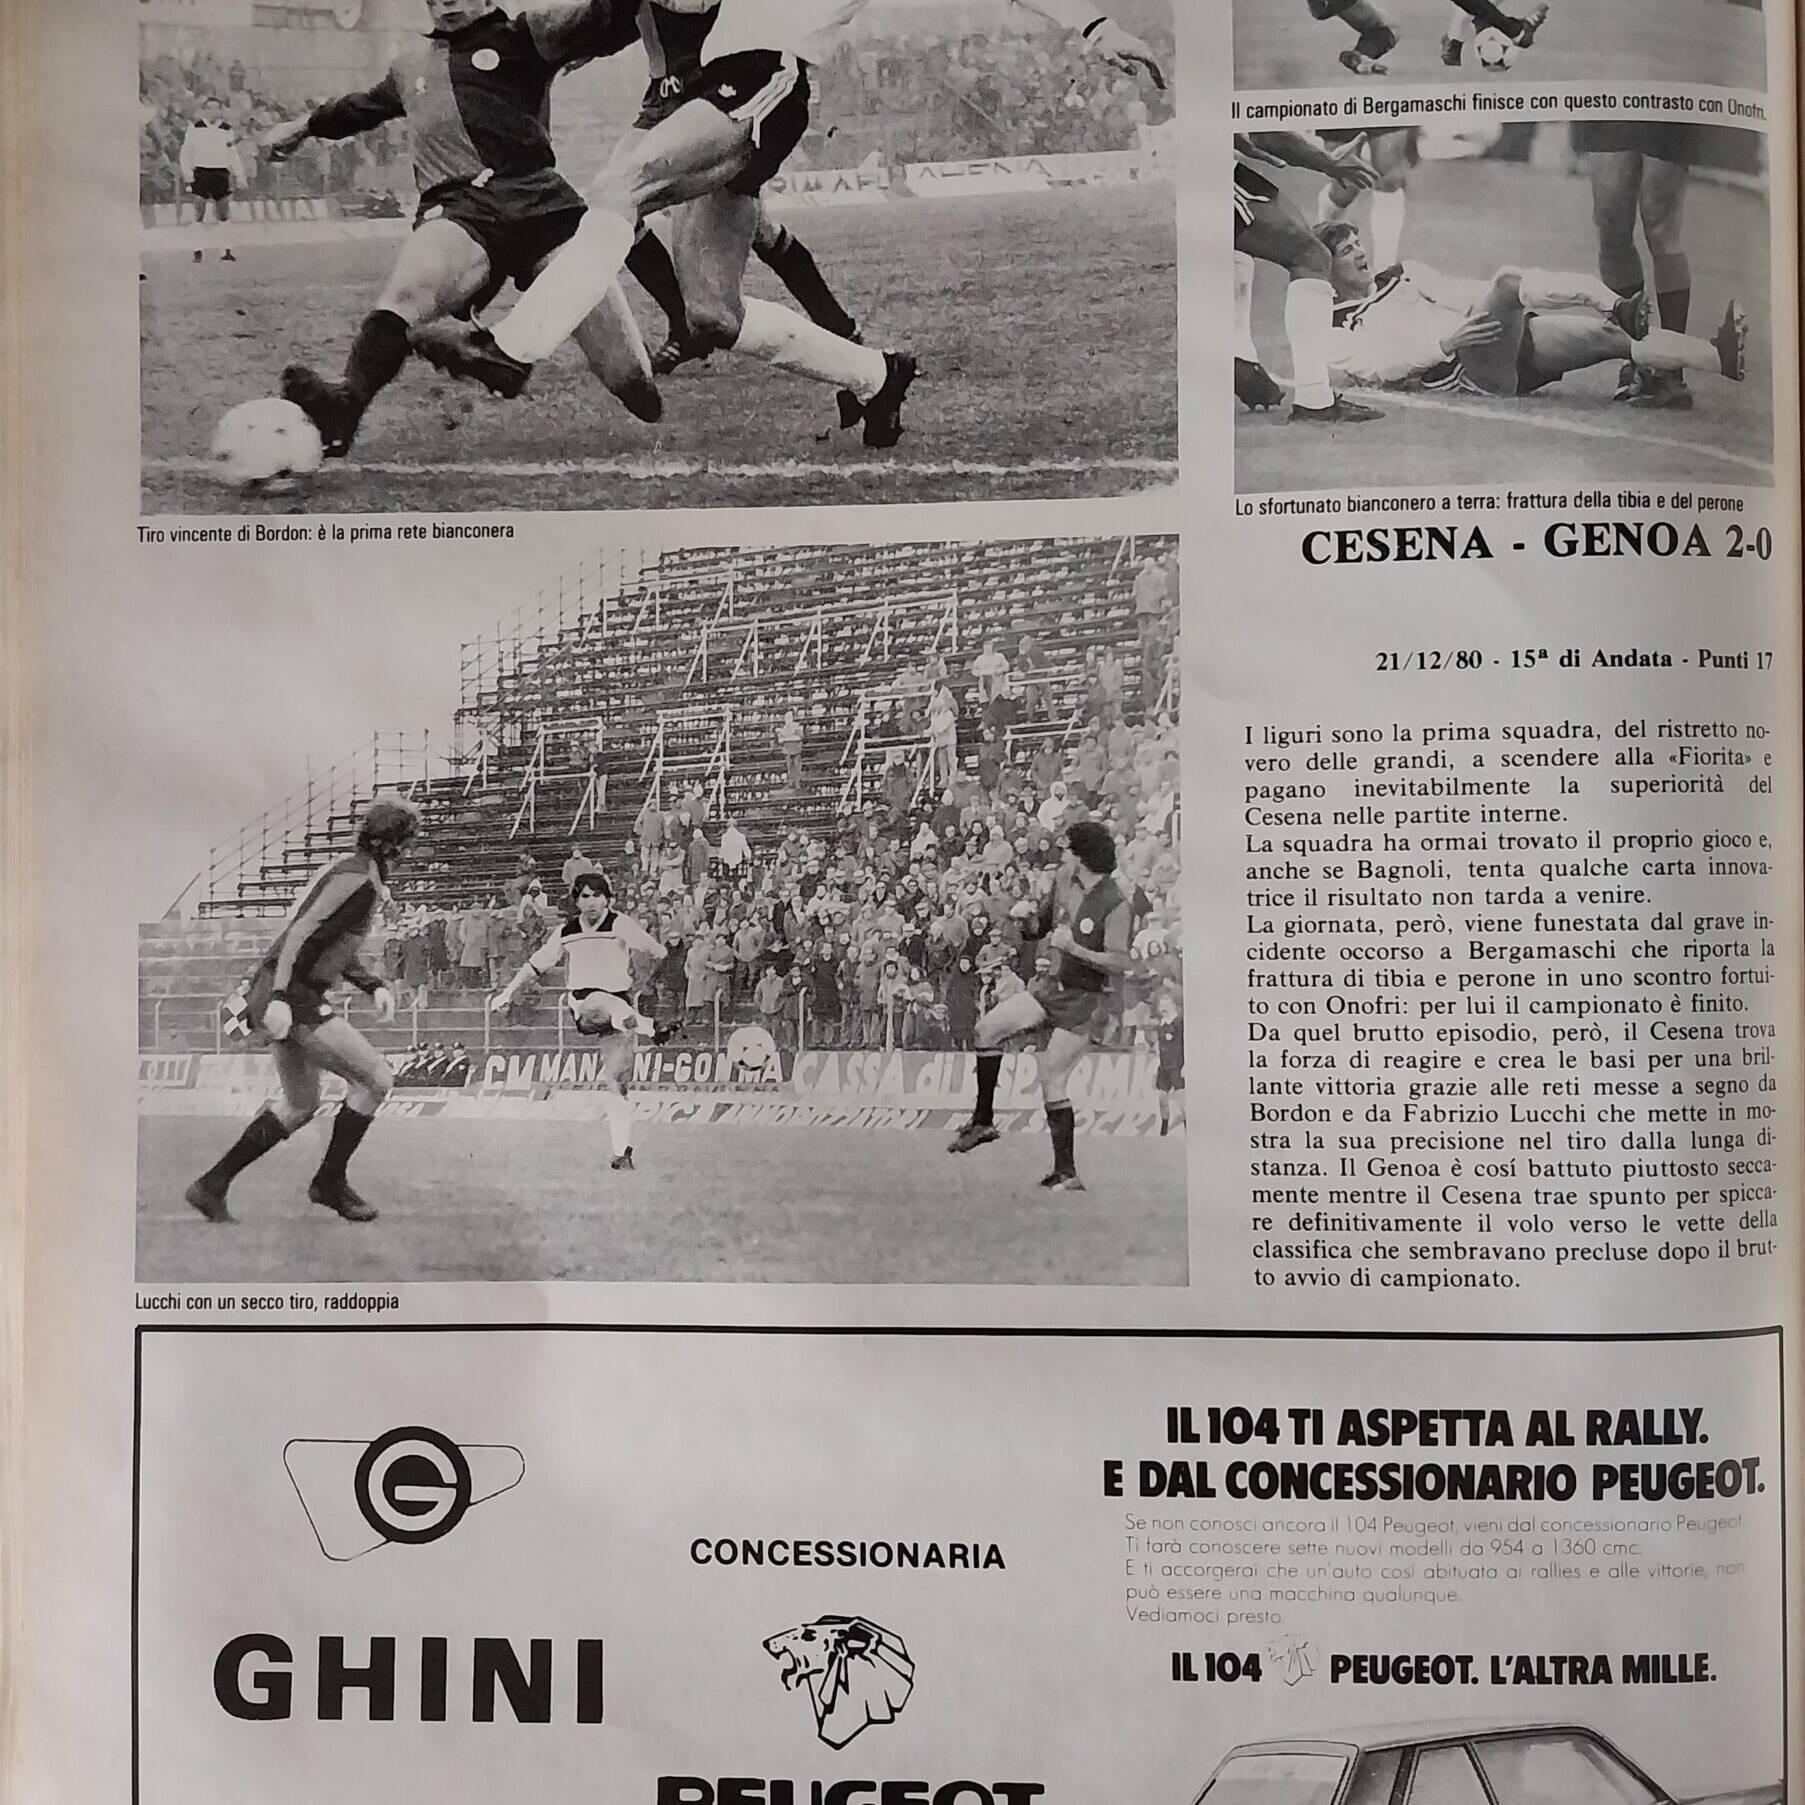 Il campionato di Bergamaschi finisce con questo contrasto con Onofri.
Tiro vincente di Bordon: è la prima rete bianconera
Lo sfortunato bianconero a terra: frattura della tibia e del perone
CESENA - GENOA 2-0
21/12/80 - 15ª di Andata - Punti 17
I liguri sono la prima squadra, del ristretto no-
vero delle grandi, a scendere alla «Fiorita» e
pagano inevitabilmente la superiorità del
Cesena nelle partite interne.
La squadra ha ormai trovato il proprio gioco e,
anche se Bagnoli, tenta qualche carta innova-
trice il risultato non tarda a venire.
La giornata, però, viene funestata dal grave in-
cidente occorso a Bergamaschi che riporta la
frattura di tibia e perone in uno scontro fortui-
to con Onofri: per lui il campionato è finito.
Da quel brutto episodio, però, il Cesena trova
la forza di reagire e crea le basi per una bril-
lante vittoria grazie alle reti messe a segno da
Bordon e da Fabrizio Lucchi che mette in mo-
stra la sua precisione nel tiro dalla lunga di-
stanza. Il Genoa è cosí battuto piuttosto secca-
mente mentre il Cesena trae spunto per spicca-
re definitivamente il volo verso le vette della
classifica che sembravano precluse dopo il brut-
to avvio di campionato.
CASSA di
INNAFFIATORI
Lucchi con un secco tiro, raddoppia
G
GHINI
CONCESSIONARIA
PEUGEOT
IL 104 TI ASPETTA AL RALLY.
E DAL CONCESSIONARIO PEUGEOT.
Se non conosci ancora il 104 Peugeot, vieni dal concessionario Peugeot.
Ti farà conoscere sette nuovi modelli da 954 a 1360 cmc.
E ti accorgerai che un'auto così abituata ai rallies e alle vittorie, non
può essere una macchina qualunque.
Vediamoci presto.
IL 104 PEUGEOT. L'ALTRA MILLE.